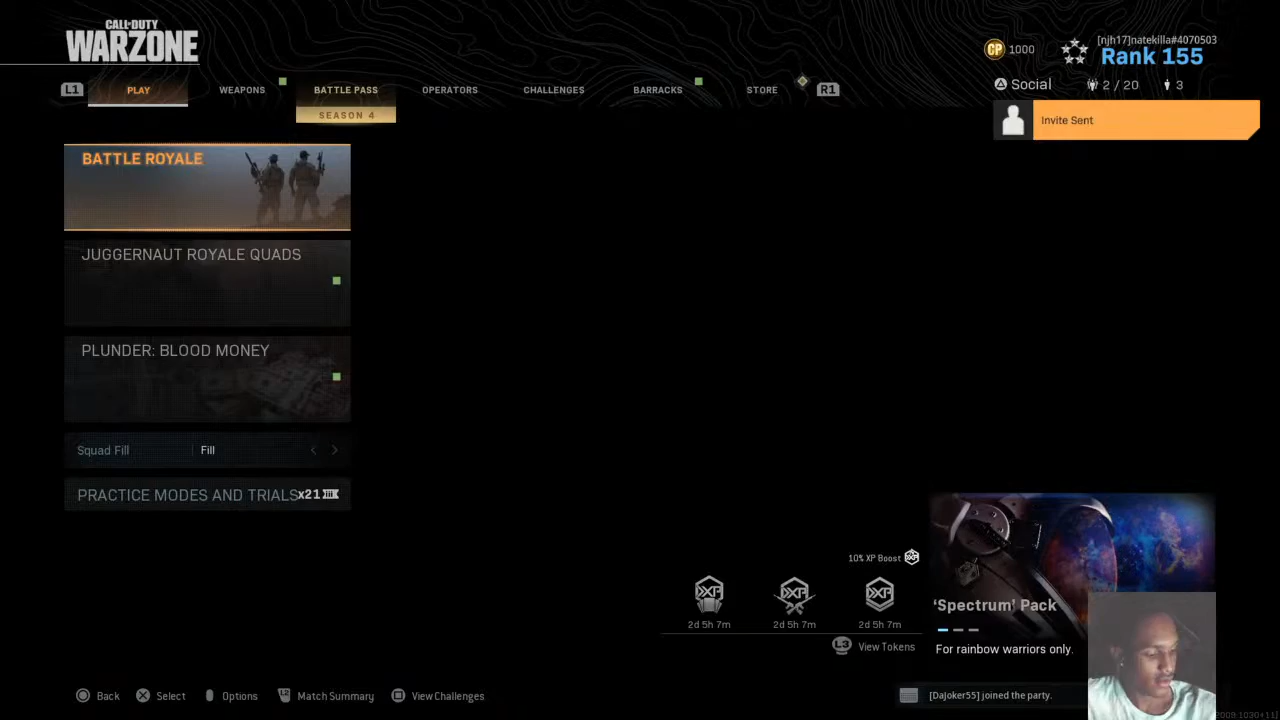 CALL OF DUTY
WARZONE
CP 1000
[njh17]natekilla#4070503
Rank 155
L1
PLAY
WEAPONS
BATTLE PASS
OPERATORS
CHALLENGES
BARRACKS
STORE
R1
Social
2 / 20
3
SEASON 4
Invite Sent
BATTLE ROYALE
JUGGERNAUT ROYALE QUADS
PLUNDER: BLOOD MONEY
Squad Fill
Fill
PRACTICE MODES AND TRIALS x21
10% XP Boost
2d 5h 7m
2d 5h 7m
2d 5h 7m
L3 View Tokens
'Spectrum' Pack
For rainbow warriors only.
Back
Select
Options
L2 Match Summary
View Challenges
[DaJoker55] joined the party.